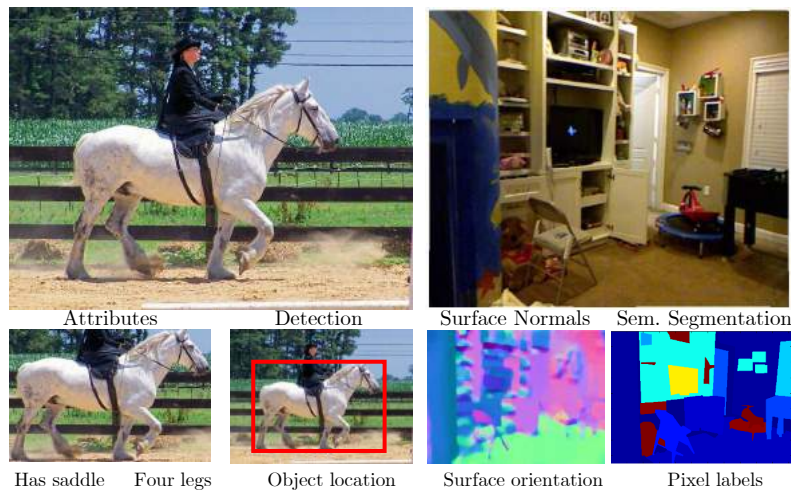 Attributes Detection Surface Normals Sem. Segmentation
Has saddle Four legs Object location Surface orientation Pixel labels